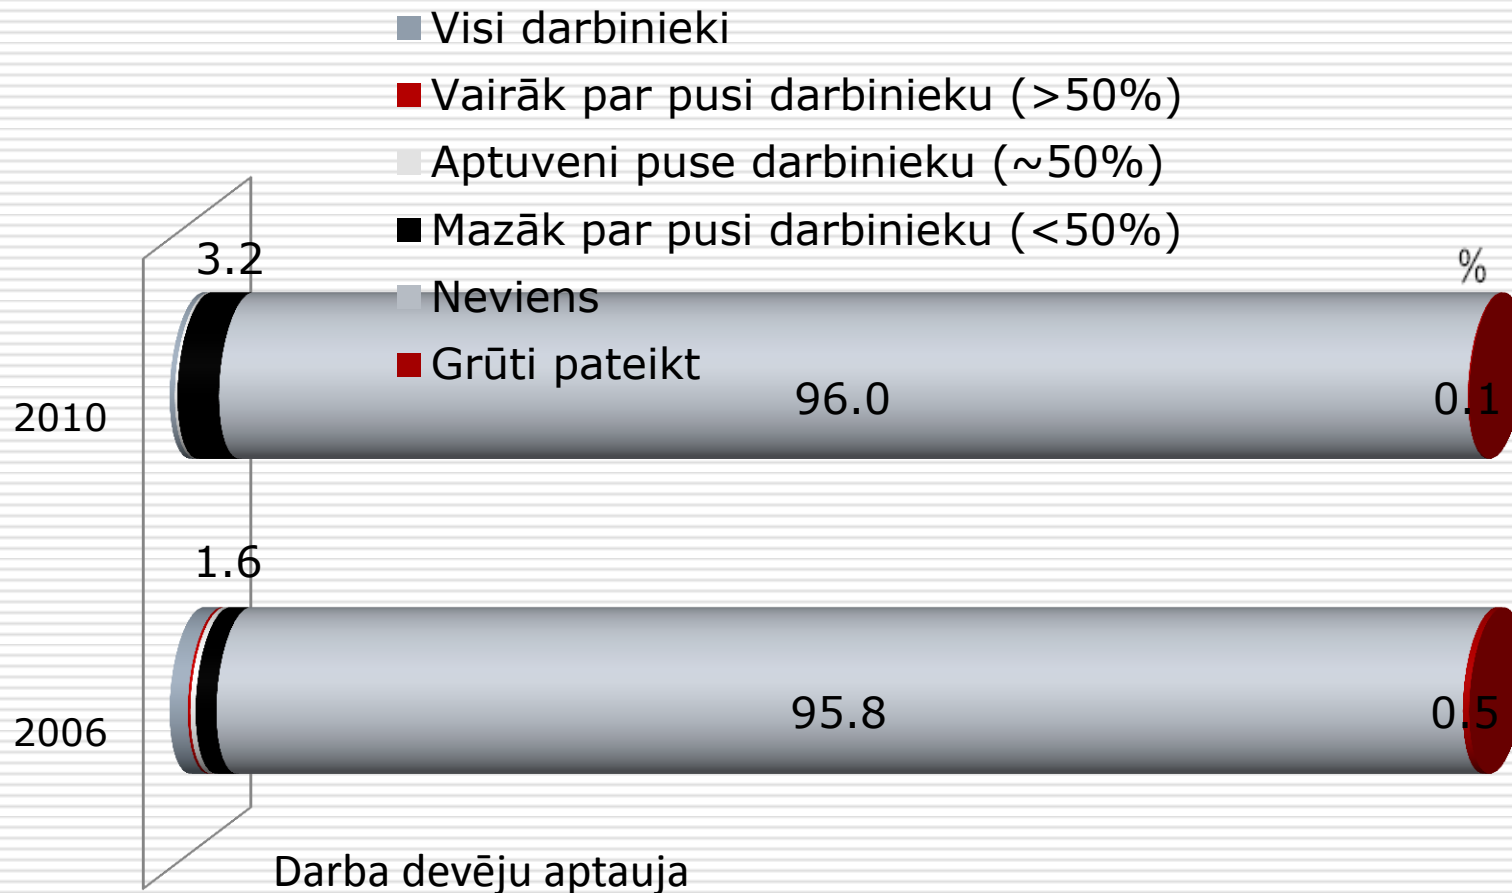 Visi darbinieki
Vairāk par pusi darbinieku (>50%)
Aptuveni puse darbinieku (~50%)
Mazāk par pusi darbinieku (<50%)
Neviens
Grūti pateikt
%
2010
3.2
96.0
0.1
2006
1.6
95.8
0.5
Darba devēju aptauja